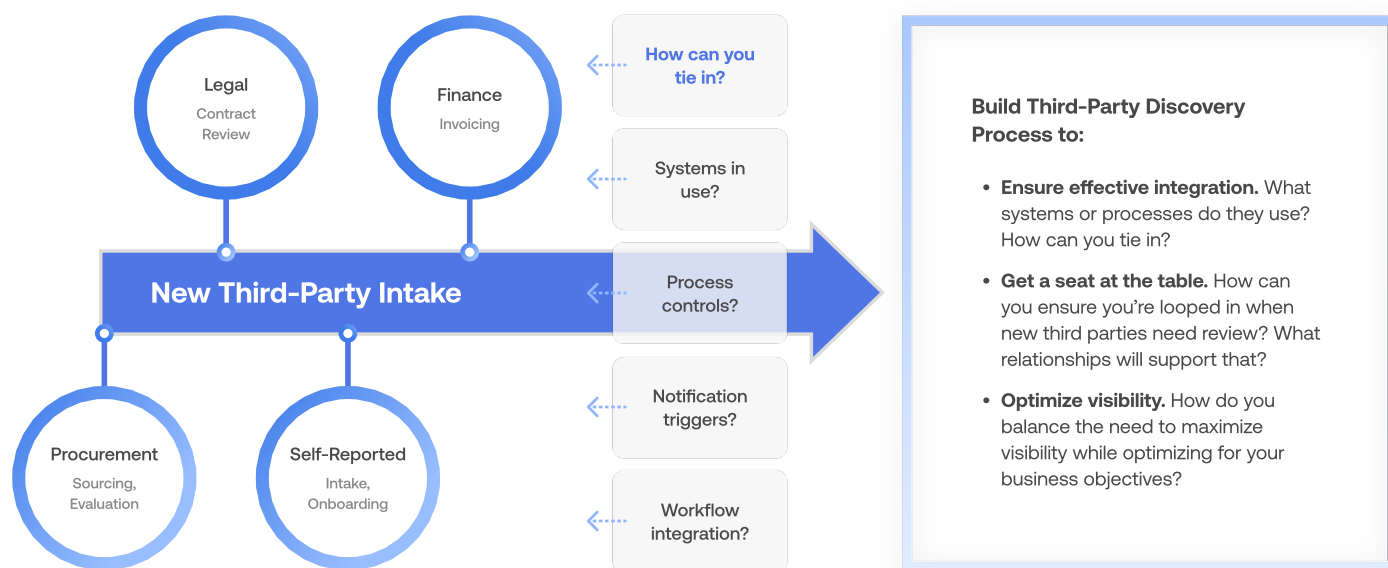 Legal
Contract
Review
Finance
Invoicing
New Third-Party Intake
Procurement
Sourcing,
Evaluation
Self-Reported
Intake,
Onboarding
How can you
tie in?
Systems in
use?
Process
controls?
Notification
triggers?
Workflow
integration?
Build Third-Party Discovery
Process to:
• Ensure effective integration. What
systems or processes do they use?
How can you tie in?
• Get a seat at the table. How can
you ensure you’re looped in when
new third parties need review? What
relationships will support that?
• Optimize visibility. How do you
balance the need to maximize
visibility while optimizing for your
business objectives?